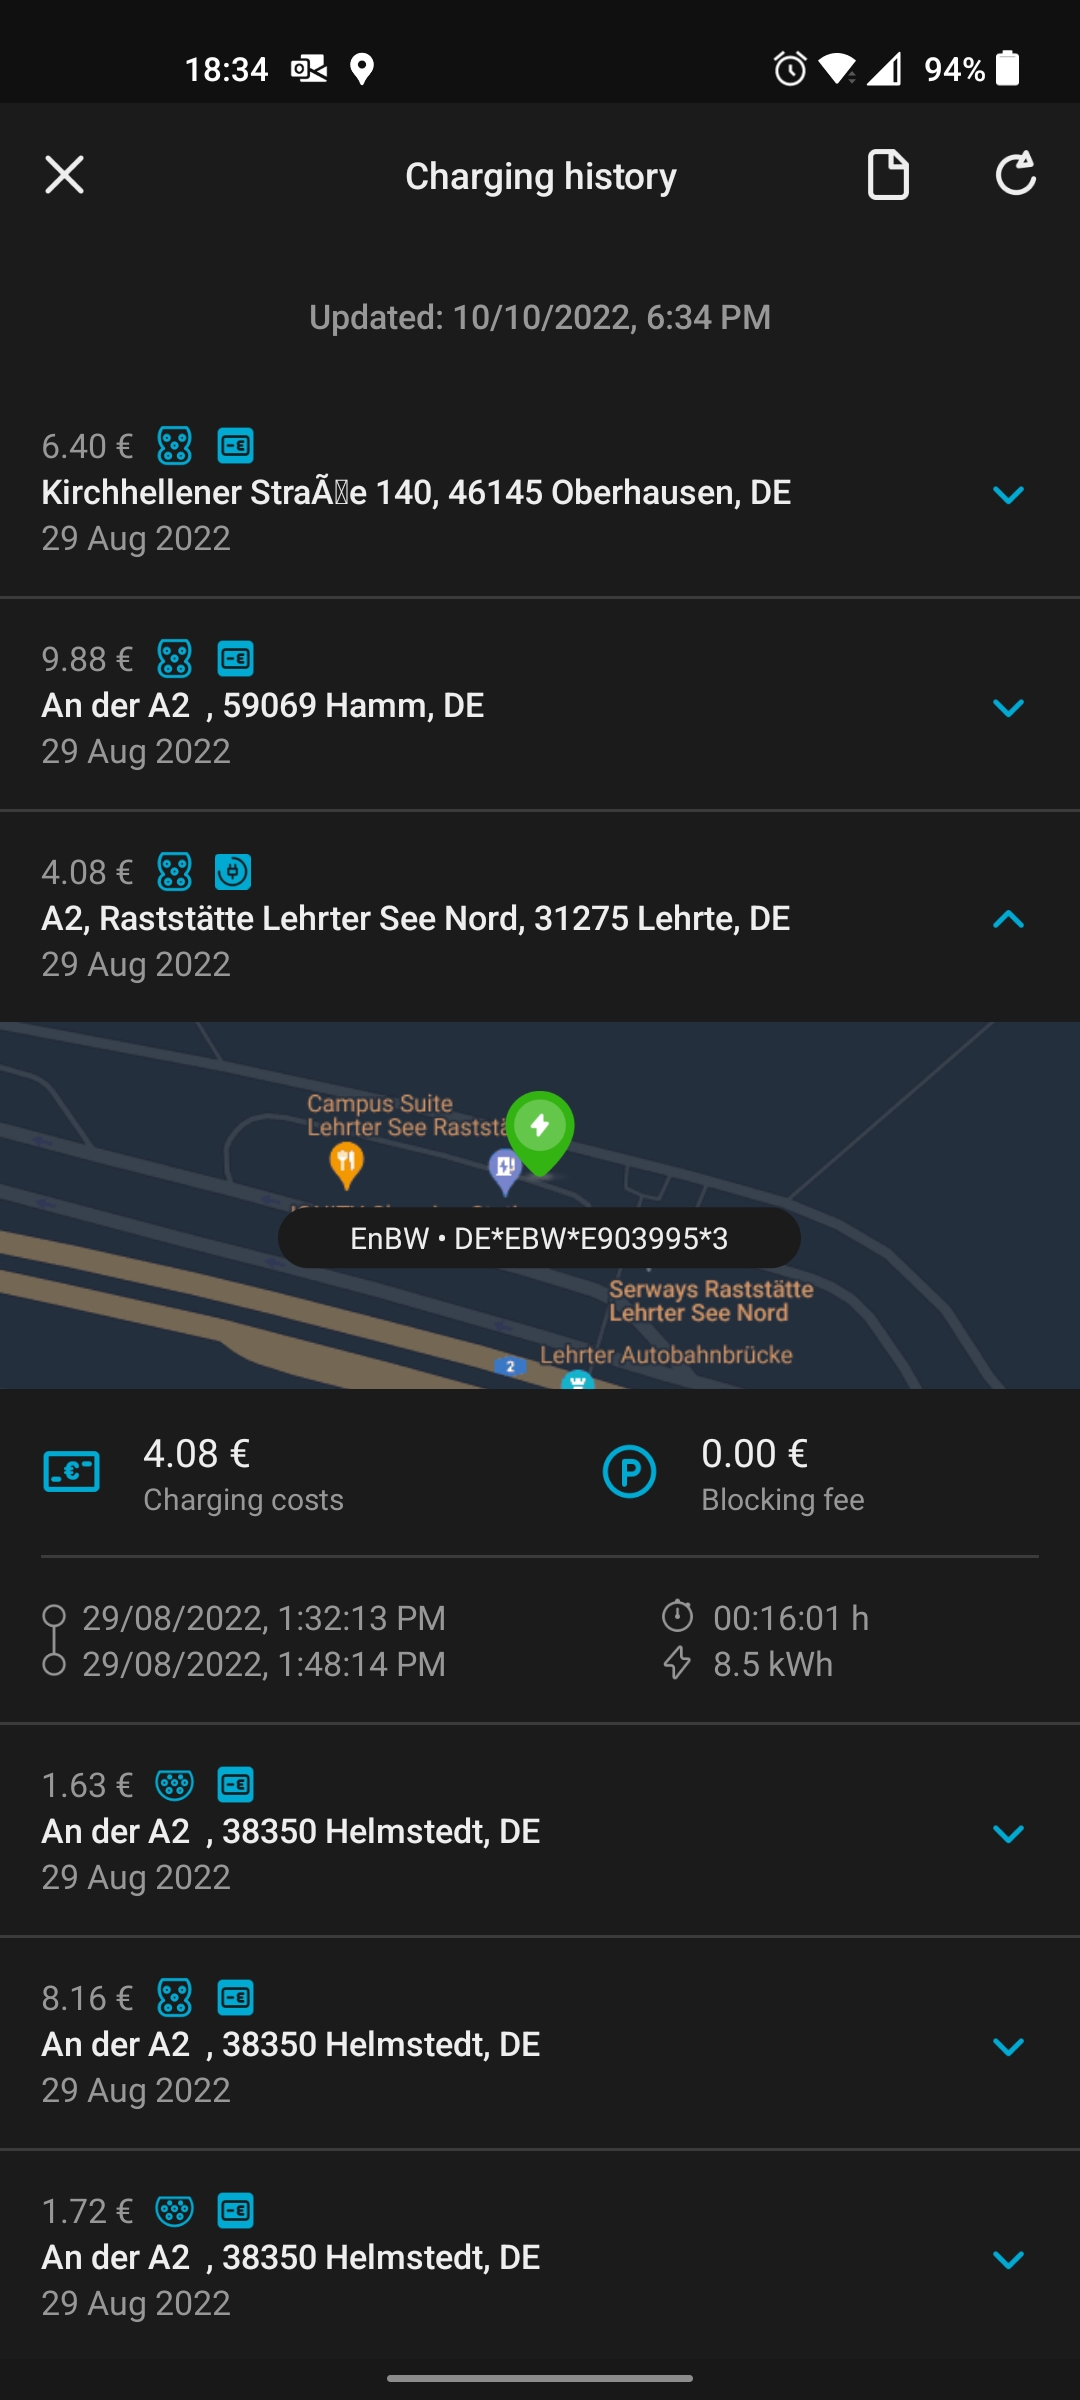 18:34
94%
Charging history
Updated: 10/10/2022, 6:34 PM
6.40 €
Kirchhellener StraÃ▯e 140, 46145 Oberhausen, DE
29 Aug 2022
9.88 €
An der A2 , 59069 Hamm, DE
29 Aug 2022
4.08 €
A2, Raststätte Lehrter See Nord, 31275 Lehrte, DE
29 Aug 2022
Campus Suite
Lehrter See Raststä
EnBW • DE*EBW*E903995*3
Serways Raststätte
Lehrter See Nord
Lehrter Autobahnbrücke
2
4.08 €
Charging costs
P
0.00 €
Blocking fee
29/08/2022, 1:32:13 PM
00:16:01 h
29/08/2022, 1:48:14 PM
8.5 kWh
1.63 €
An der A2 , 38350 Helmstedt, DE
29 Aug 2022
8.16 €
An der A2 , 38350 Helmstedt, DE
29 Aug 2022
1.72 €
An der A2 , 38350 Helmstedt, DE
29 Aug 2022